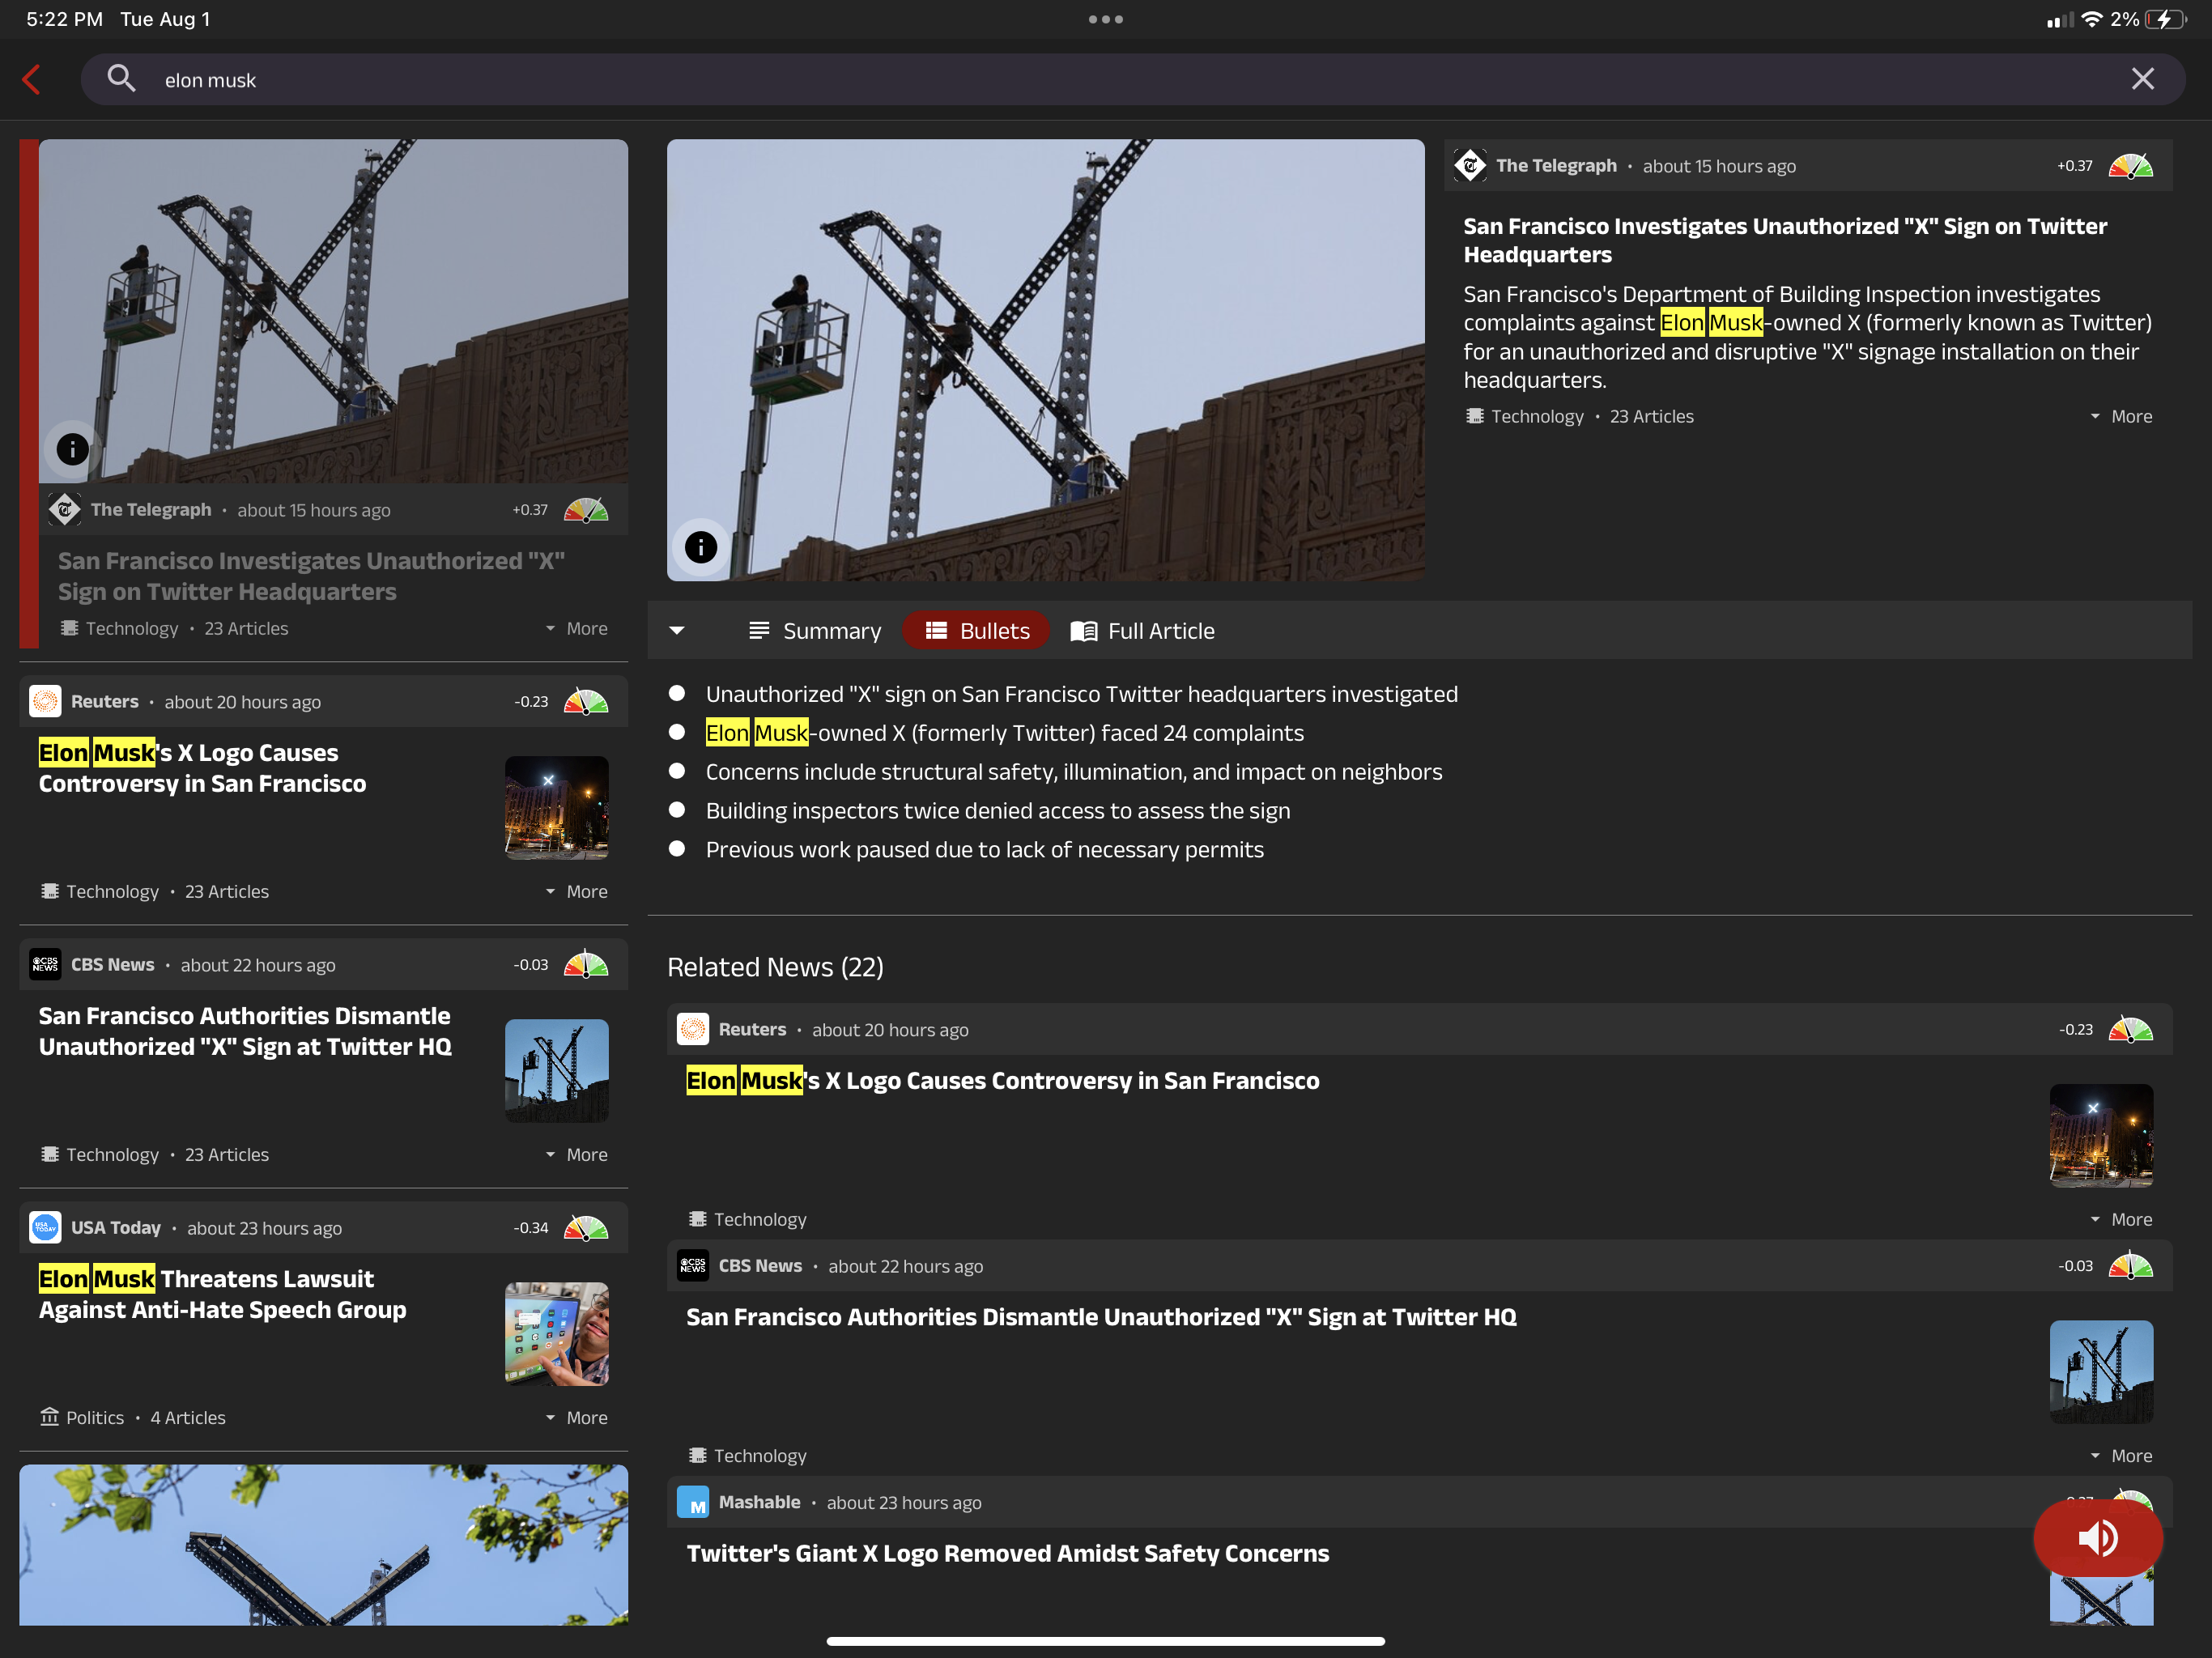 5:22 PM Tue Aug 1
2%
elon musk
The Telegraph • about 15 hours ago +0.37
San Francisco Investigates Unauthorized "X"
Sign on Twitter Headquarters
Technology • 23 Articles More
Reuters • about 20 hours ago -0.23
Elon Musk's X Logo Causes
Controversy in San Francisco
Technology • 23 Articles More
CBS News • about 22 hours ago -0.03
San Francisco Authorities Dismantle
Unauthorized "X" Sign at Twitter HQ
Technology • 23 Articles More
USA Today • about 23 hours ago -0.34
Elon Musk Threatens Lawsuit
Against Anti-Hate Speech Group
Politics • 4 Articles More
The Telegraph • about 15 hours ago +0.37
San Francisco Investigates Unauthorized "X" Sign on Twitter
Headquarters
San Francisco's Department of Building Inspection investigates
complaints against Elon Musk-owned X (formerly known as Twitter)
for an unauthorized and disruptive "X" signage installation on their
headquarters.
Technology • 23 Articles More
Summary Bullets Full Article
Unauthorized "X" sign on San Francisco Twitter headquarters investigated
Elon Musk-owned X (formerly Twitter) faced 24 complaints
Concerns include structural safety, illumination, and impact on neighbors
Building inspectors twice denied access to assess the sign
Previous work paused due to lack of necessary permits
Related News (22)
Reuters • about 20 hours ago -0.23
Elon Musk's X Logo Causes Controversy in San Francisco
Technology More
CBS News • about 22 hours ago -0.03
San Francisco Authorities Dismantle Unauthorized "X" Sign at Twitter HQ
Technology More
M Mashable • about 23 hours ago
Twitter's Giant X Logo Removed Amidst Safety Concerns